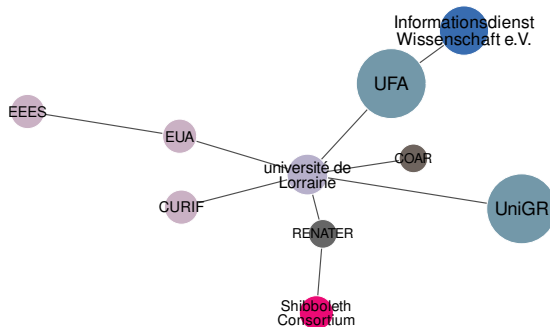 Informationsdienst
Wissenschaft e.V.
UFA
EEES
EUA
COAR
université de
Lorraine
CURIF
UniGR
RENATER
Shibboleth
Consortium